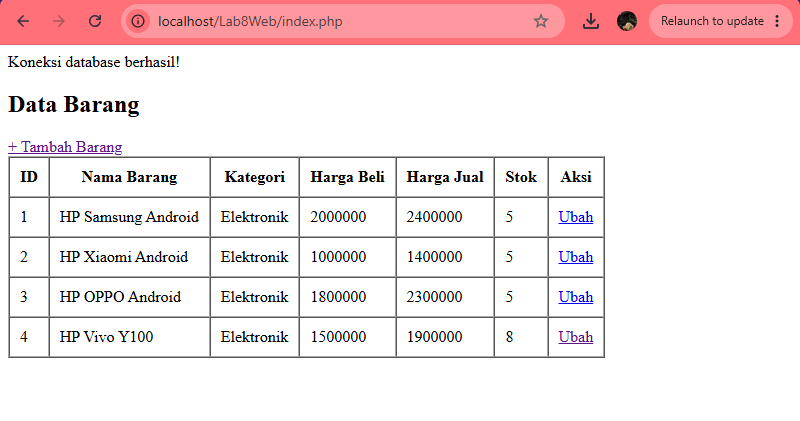 localhost/Lab8Web/index.php
Relaunch to update
Koneksi database berhasil!
Data Barang
+ Tambah Barang
ID Nama Barang Kategori Harga Beli Harga Jual Stok Aksi
1 HP Samsung Android Elektronik 2000000 2400000 5 Ubah
2 HP Xiaomi Android Elektronik 1000000 1400000 5 Ubah
3 HP OPPO Android Elektronik 1800000 2300000 5 Ubah
4 HP Vivo Y100 Elektronik 1500000 1900000 8 Ubah